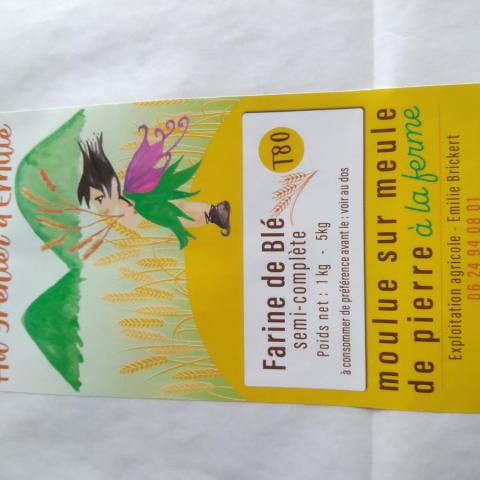 Au Grenier d'Emilie
T80
Farine de Blé
semi-complète
Poids net : 1kg - 5kg
à consommer de préférence avant le : voir au dos
moulue sur meule
de pierre à la ferme
Exploitation agricole - Emilie Brickert
06 24 94 08 01